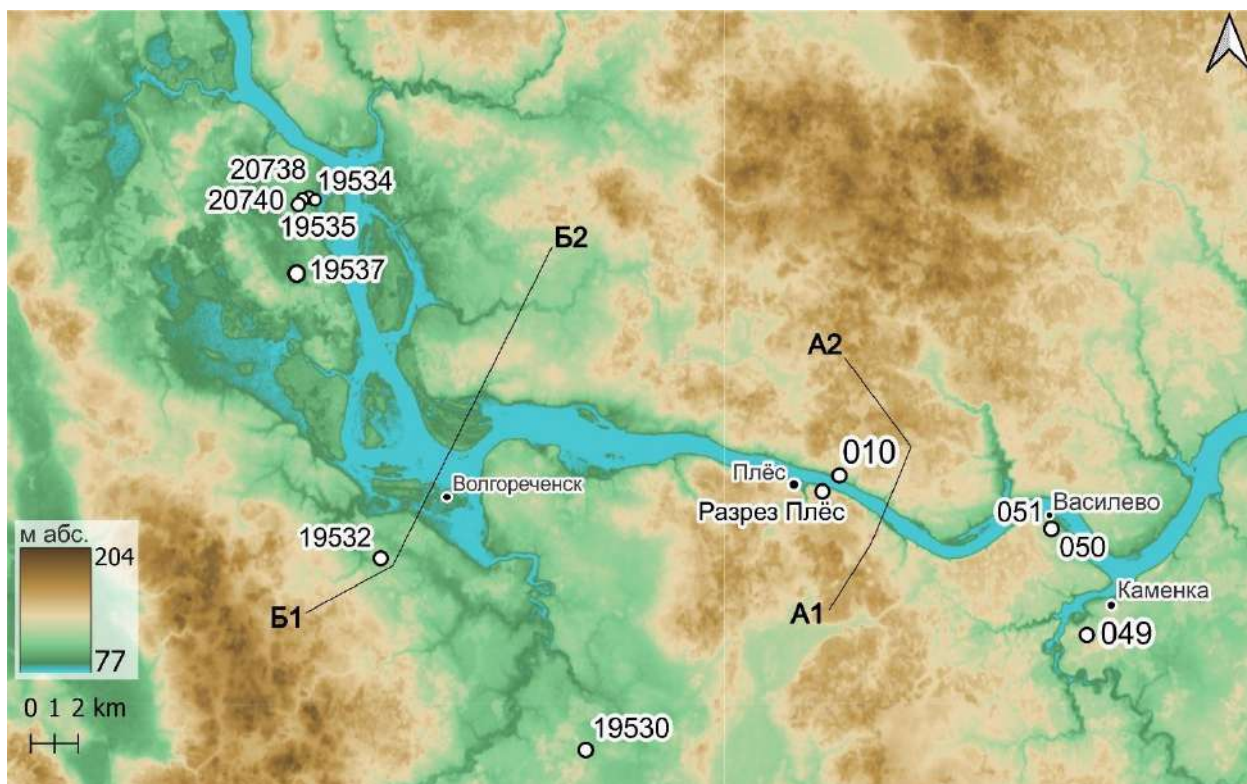 20738
19534
20740
19535
19537
Б2
А2
010
Плёс
Разрез Плёс
Волгореченск
051
Василево
050
19532
Каменка
049
Б1
А1
м абс.
204
77
0 1 2 km
19530